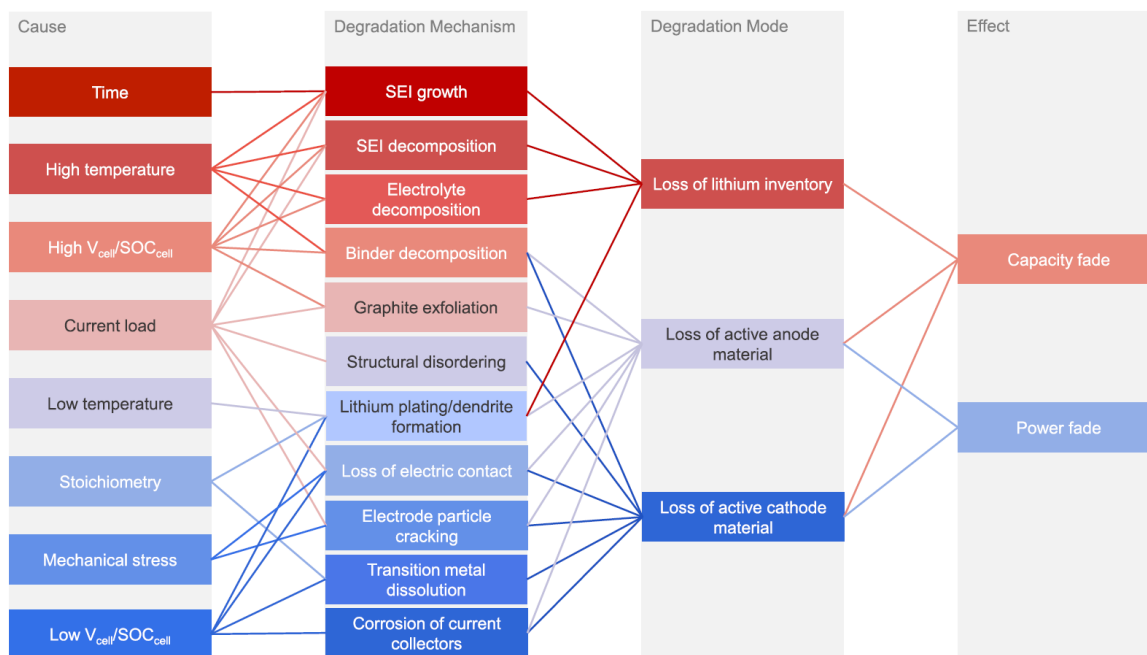 Cause
Degradation Mechanism
Degradation Mode
Effect
Time
High temperature
High Vcell/SOCcell
Current load
Low temperature
Stoichiometry
Mechanical stress
Low Vcell/SOCcell
SEI growth
SEI decomposition
Electrolyte
decomposition
Binder decomposition
Graphite exfoliation
Structural disordering
Lithium plating/dendrite
formation
Loss of electric contact
Electrode particle
cracking
Transition metal
dissolution
Corrosion of current
collectors
Loss of lithium inventory
Loss of active anode
material
Loss of active cathode
material
Capacity fade
Power fade